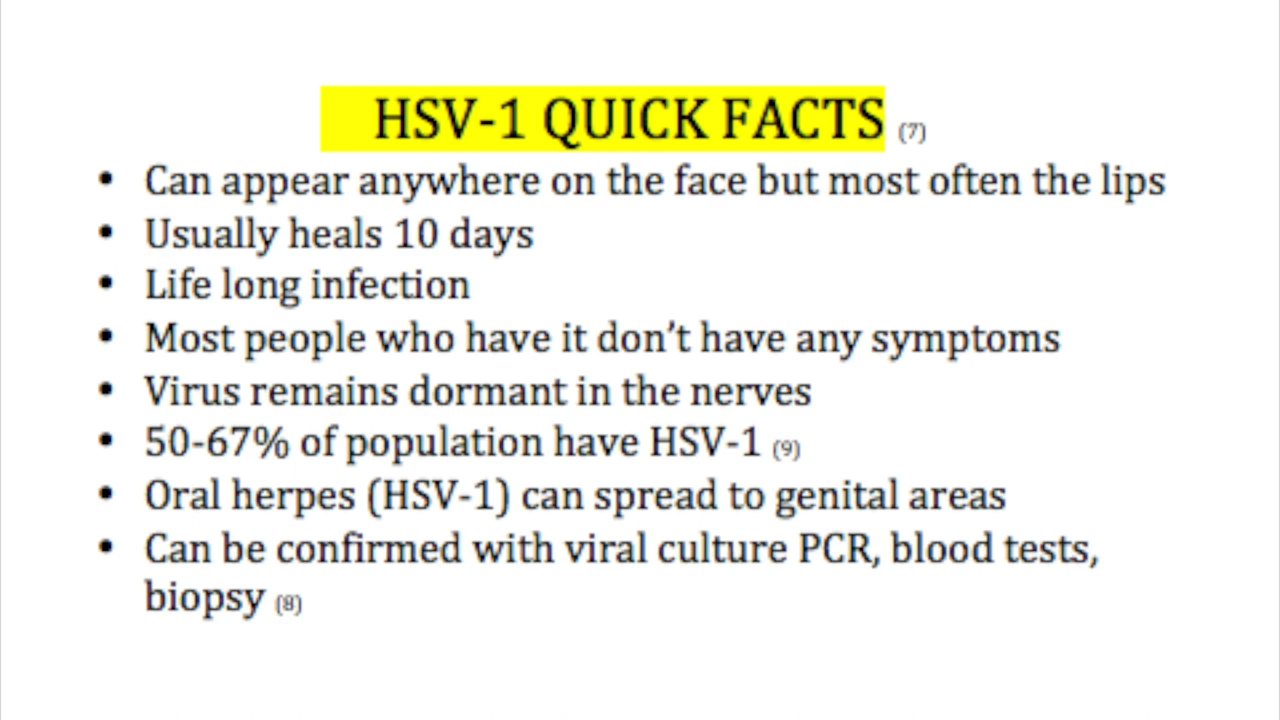 HSV-1 QUICK FACTS (7)
• Can appear anywhere on the face but most often the lips
• Usually heals 10 days
• Life long infection
• Most people who have it don’t have any symptoms
• Virus remains dormant in the nerves
• 50-67% of population have HSV-1 (9)
• Oral herpes (HSV-1) can spread to genital areas
• Can be confirmed with viral culture PCR, blood tests,
biopsy (8)